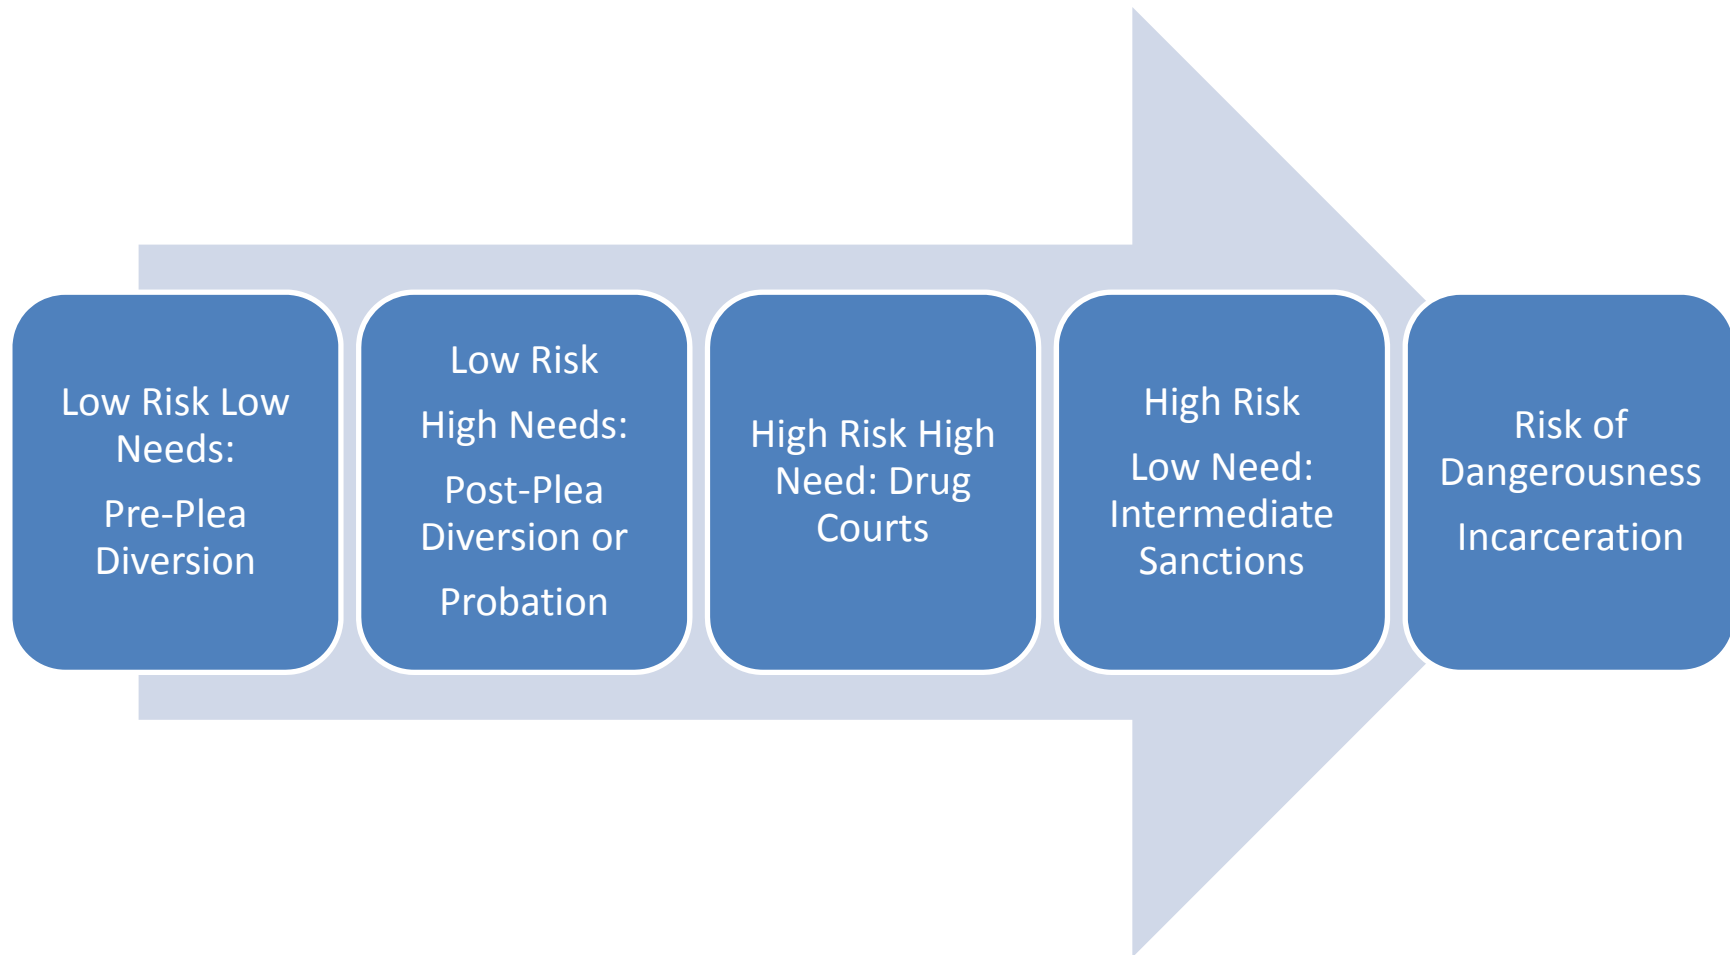 Low Risk Low
Needs:
Pre-Plea
Diversion
Low Risk
High Needs:
Post-Plea
Diversion or
Probation
High Risk High
Need: Drug
Courts
High Risk
Low Need:
Intermediate
Sanctions
Risk of
Dangerousness
Incarceration